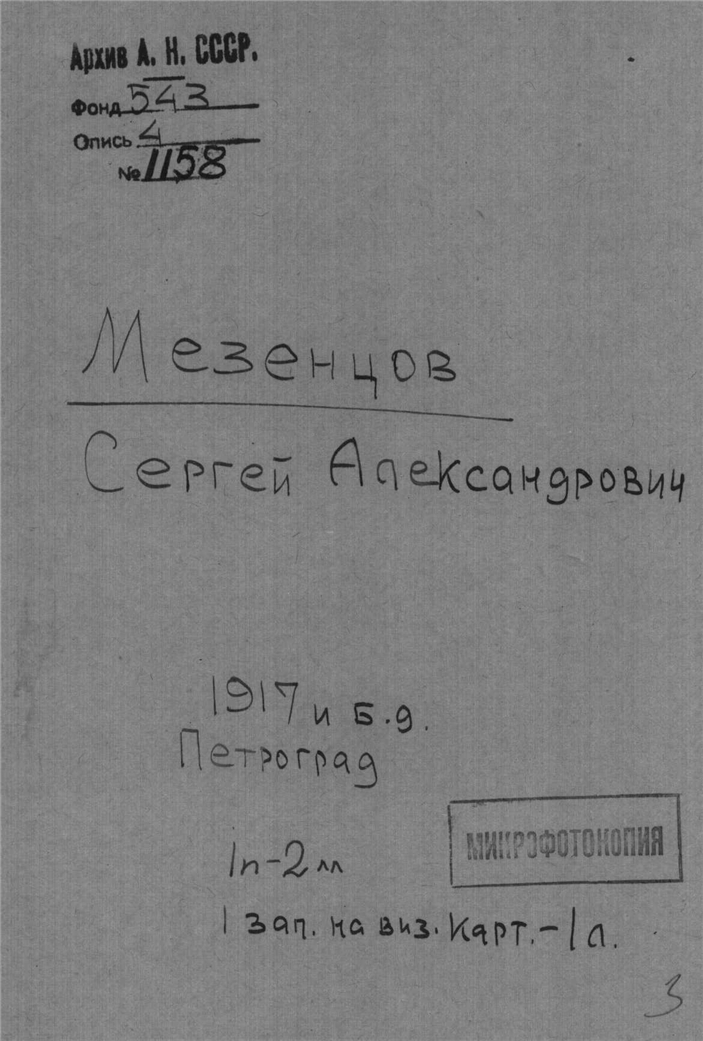 Архив А. Н. СССР.
Фонд 543
Опись 4
№ 1158
Мезенцов
Сергей Александрович
1917 и б.д.
Петроград
1п-2лл
МИКРОФОТОКОПИЯ
1 зап. на виз. карт.-1л.
3